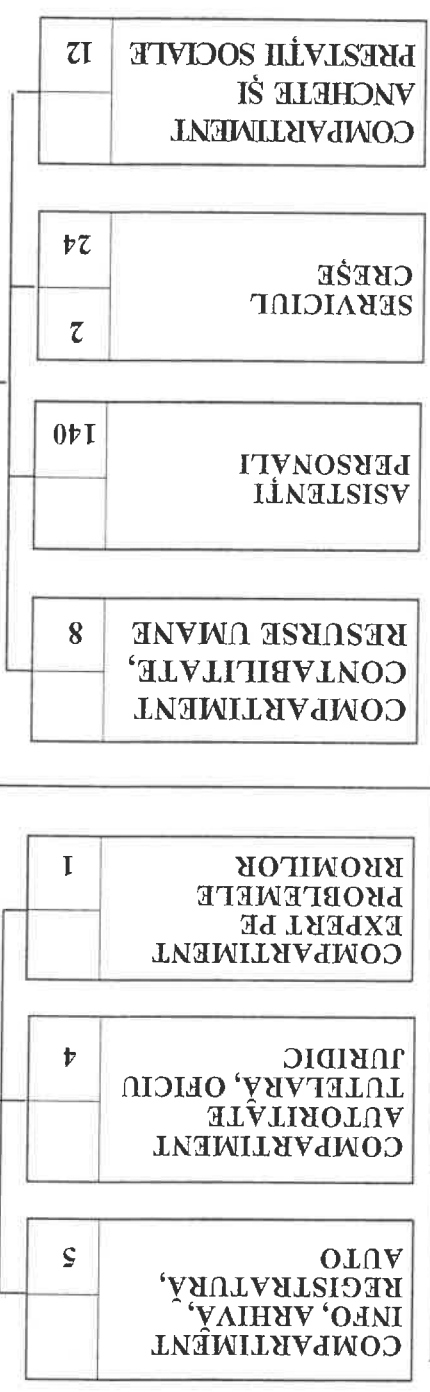 COMPARTIMENT
INFO, ARHIVĂ,
REGISTRATURĂ,
AUTO
5
COMPARTIMENT
AUTORITATE
TUTELARĂ, OFICIU
JURIDIC
4
COMPARTIMENT
EXPERT PE
PROBLEMELE
RROMILOR
1
COMPARTIMENT
CONTABILITATE,
RESURSE UMANE
8
ASISTENȚI
PERSONALI
140
SERVICIUL
CREȘE
2
24
COMPARTIMENT
ANCHETE ȘI
PRESTAȚII SOCIALE
12